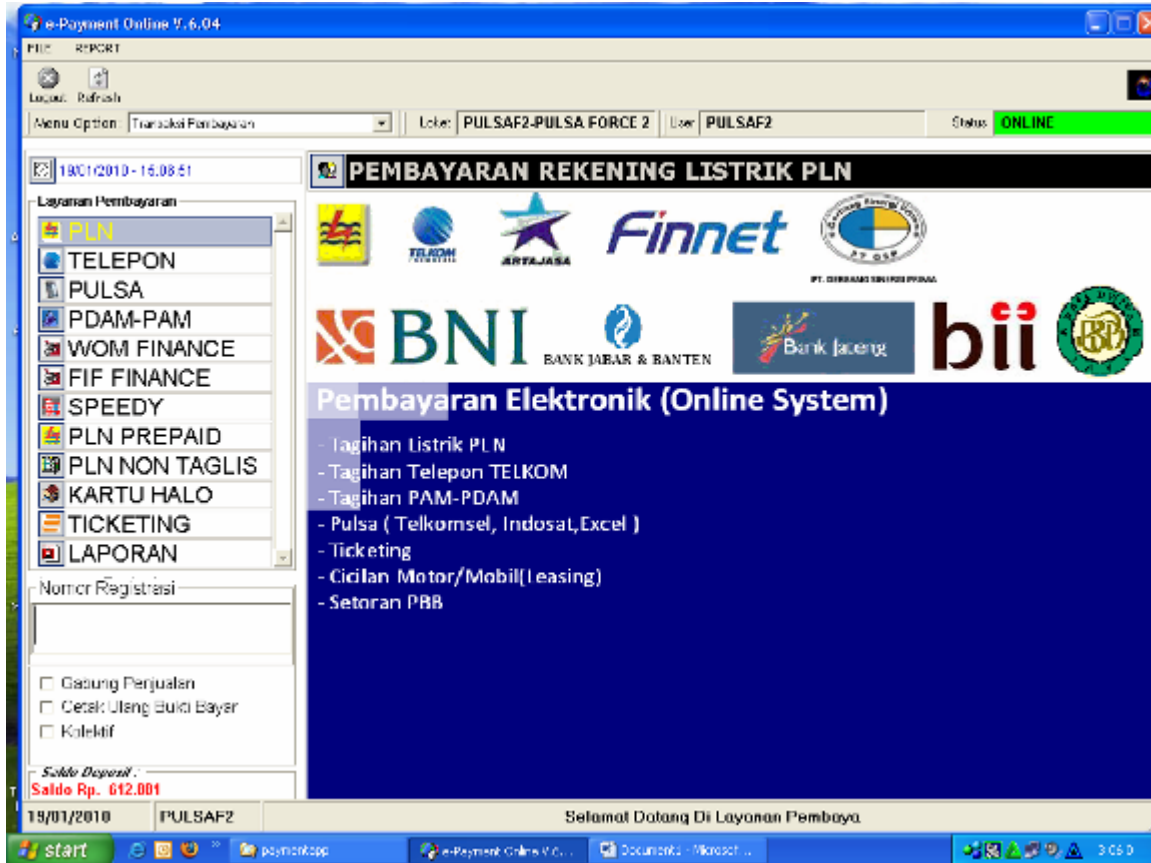 e-Payment Online V.6.04
FILE REPORT
Logout Refresh
Menu Option: Transaksi Pembayaran Loket PULSAF2-PULSA FORCE 2 User PULSAF2 Status ONLINE
19/01/2010 - 15:08:51
PEMBAYARAN REKENING LISTRIK PLN
Layanan Pembayaran
PLN
TELEPON
PULSA
PDAM-PAM
WOM FINANCE
FIF FINANCE
SPEEDY
PLN PREPAID
PLN NON TAGLIS
KARTU HALO
TICKETING
LAPORAN
TELKOM
ARTAJASA
Finnet
PT GSP
BNI
BANK JABAR & BANTEN
Bank Jateng
bii
Pembayaran Elektronik (Online System)
- Tagihan Listrik PLN
- Tagihan Telepon TELKOM
- Tagihan PAM-PDAM
- Pulsa ( Telkomsel, Indosat,Excel )
- Ticketing
- Cicilan Motor/Mobil(Leasing)
- Setoran PBB
Nomor Registrasi
Gabung Penjualan
Cetak Ulang Bukti Bayar
Kolektif
Saldo Deposit :
Saldo Rp. 612.001
19/01/2010 PULSAF2 Selamat Datang Di Layanan Pembaya
start paymentapp e-Payment Online V.6.... Document1 - Microsof...